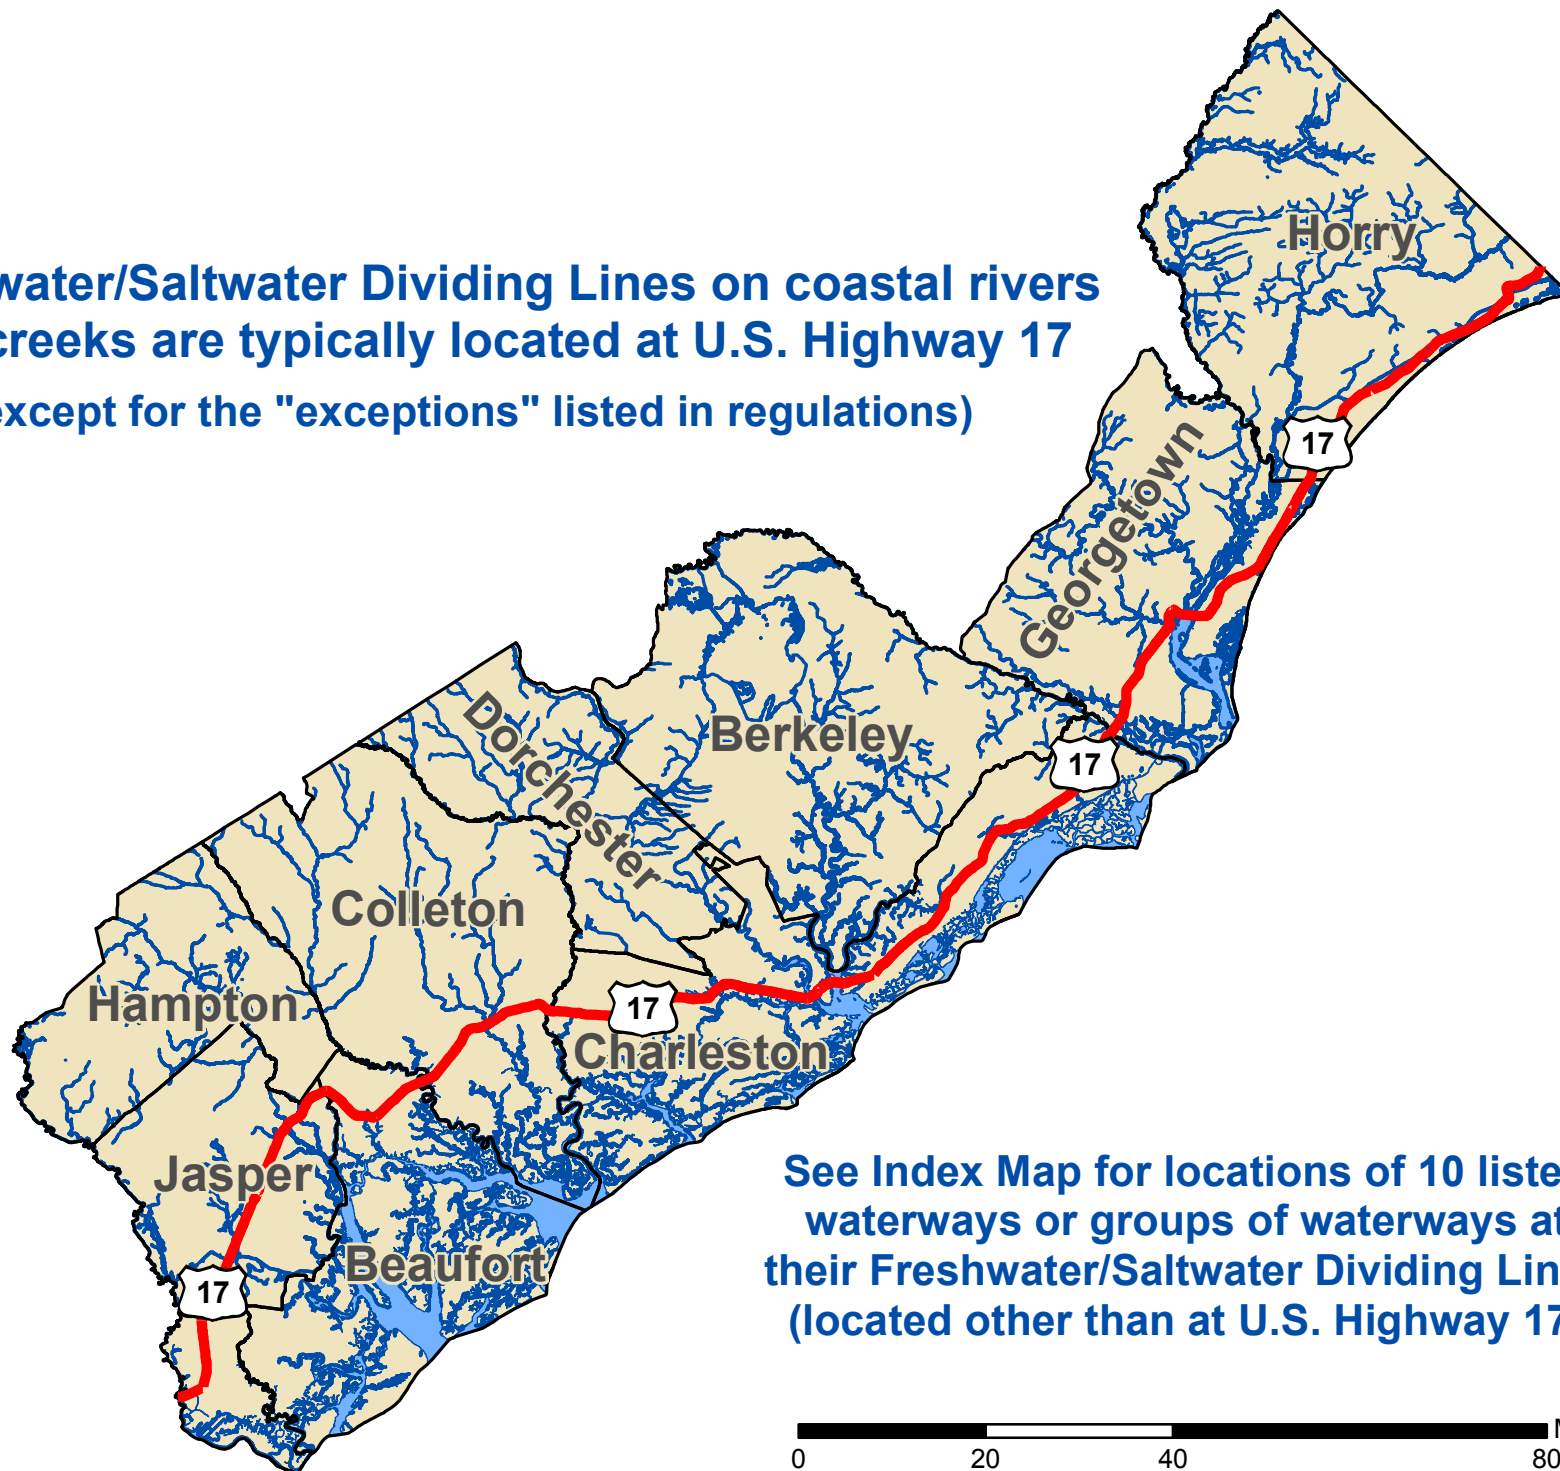 water/Saltwater Dividing Lines on coastal rivers
creeks are typically located at U.S. Highway 17
except for the "exceptions" listed in regulations)
Horry
17
Georgetown
Berkeley
Dorchester
17
Colleton
Hampton
17
Charleston
Jasper
Beaufort
17
See Index Map for locations of 10 liste
waterways or groups of waterways at
their Freshwater/Saltwater Dividing Lin
(located other than at U.S. Highway 17
M
0 20 40 80